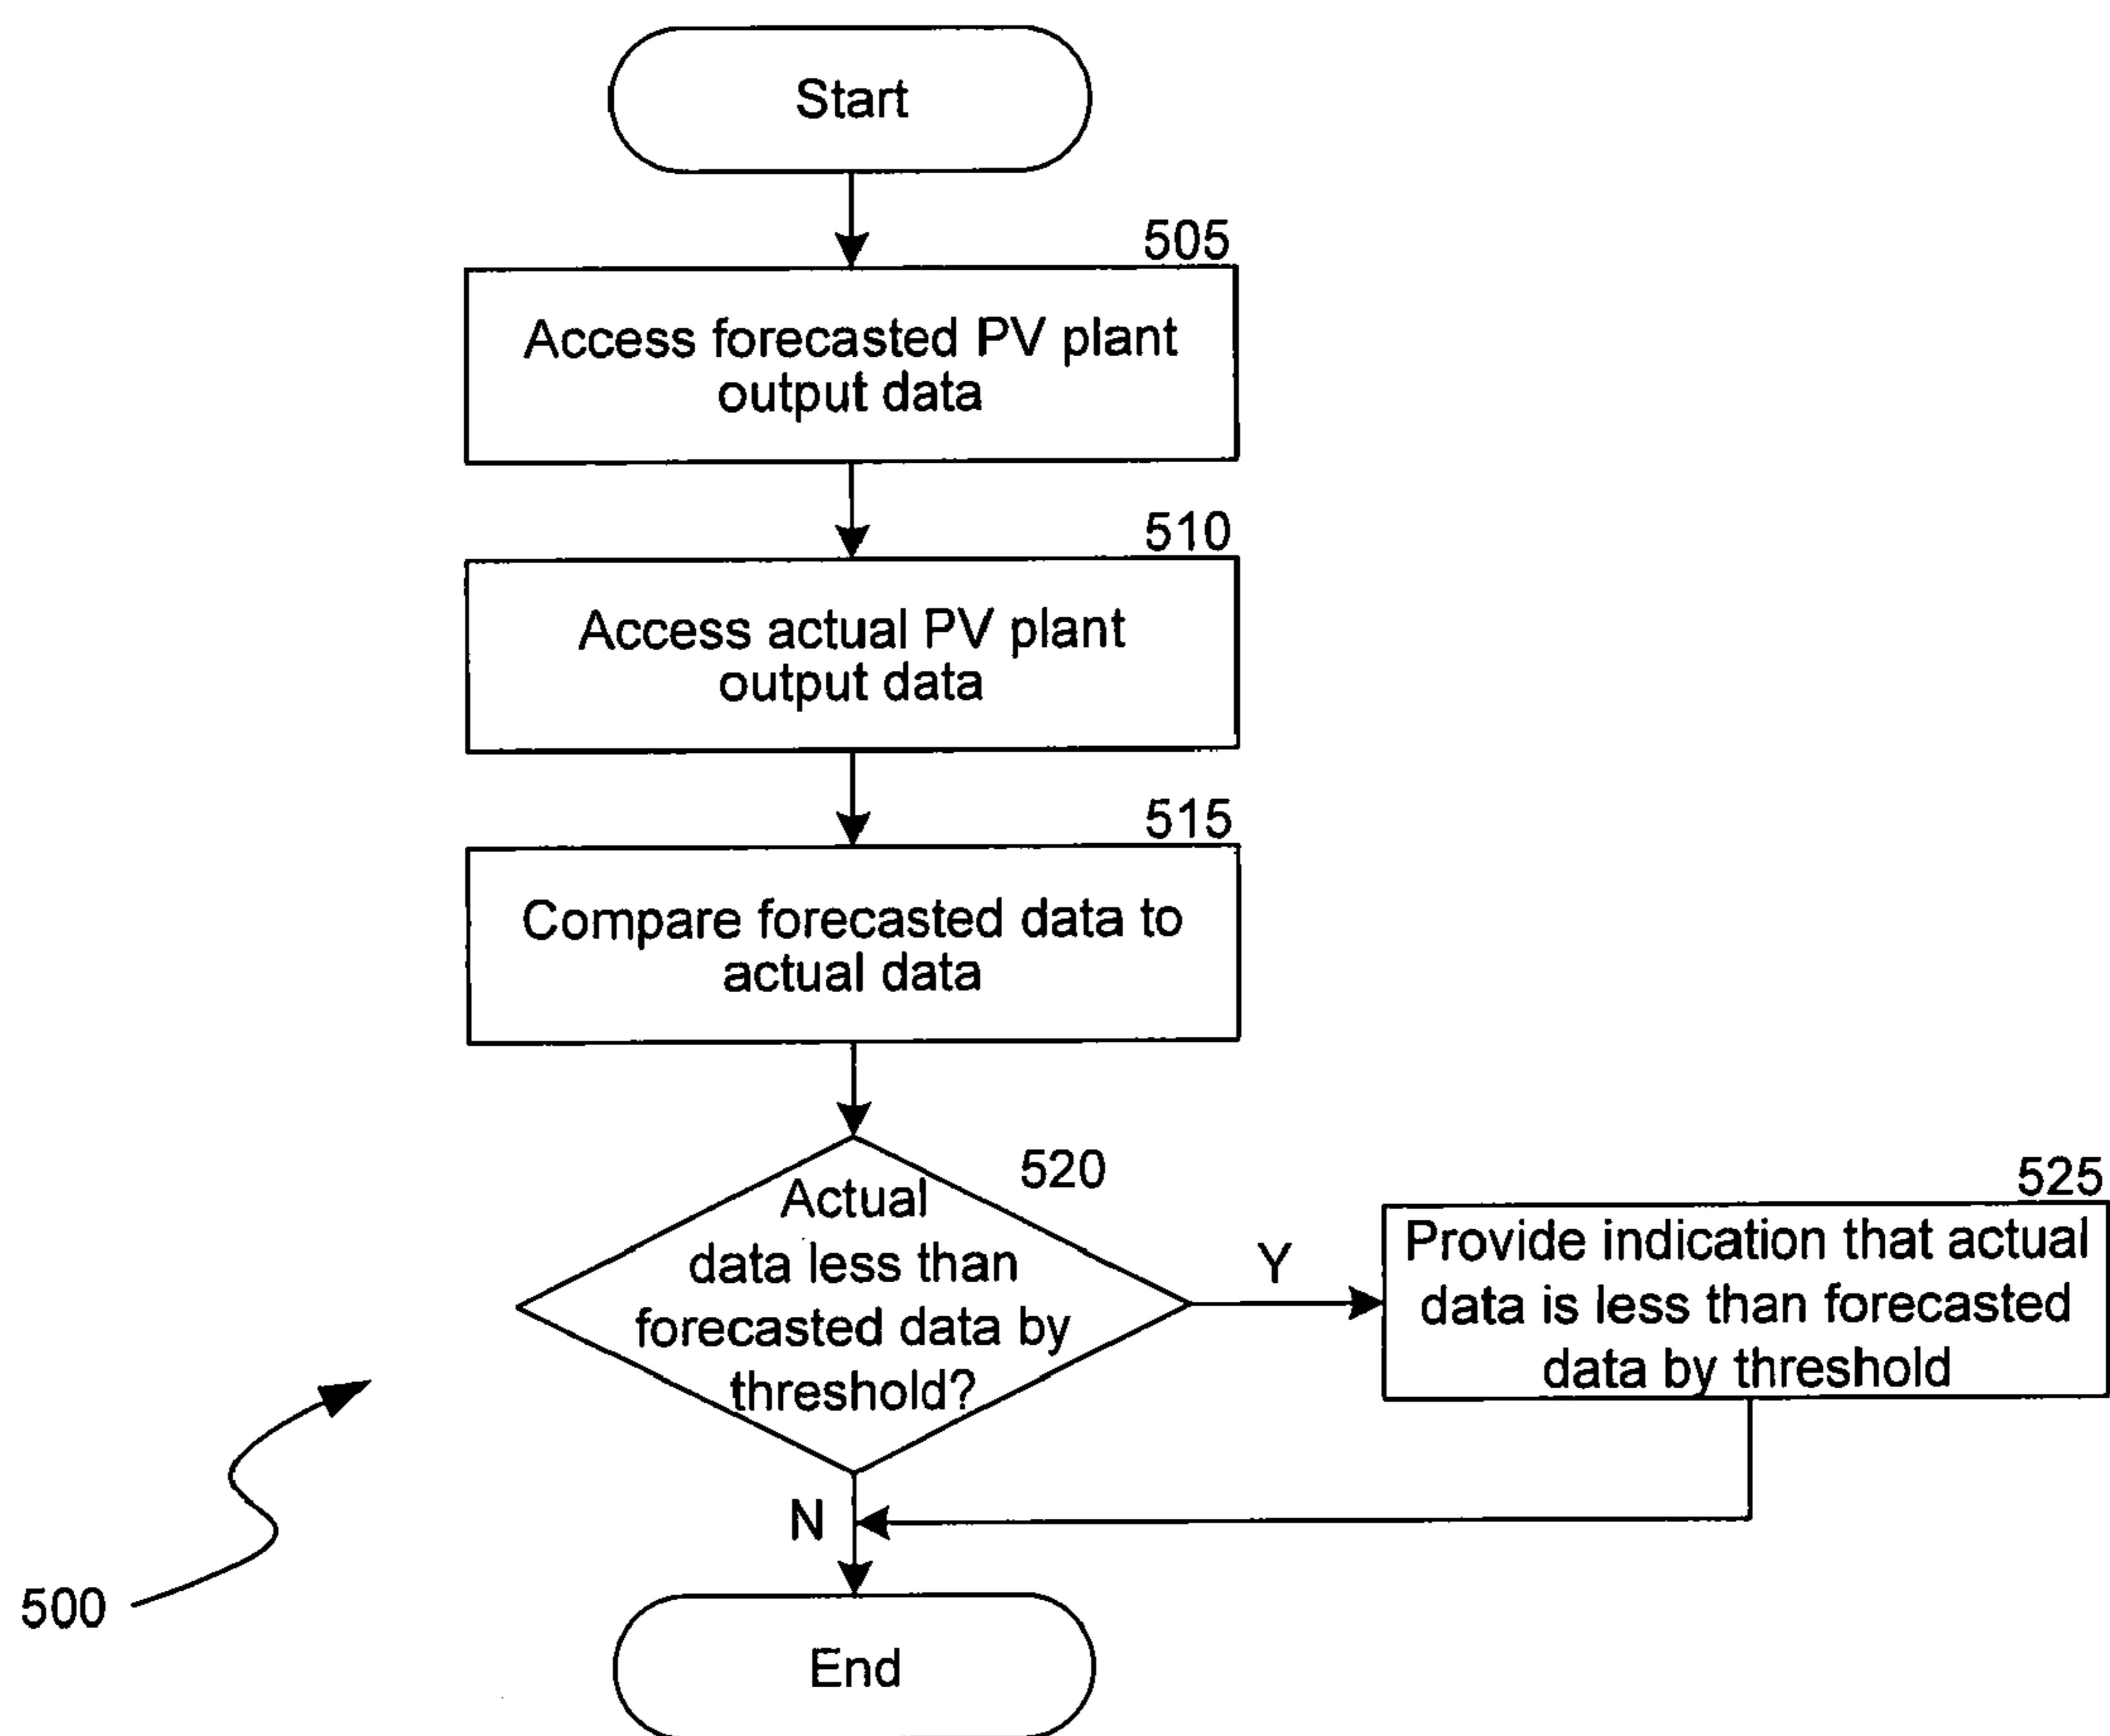 Start
505
Access forecasted PV plant
output data
510
Access actual PV plant
output data
515
Compare forecasted data to
actual data
520
Actual
data less than
forecasted data by
threshold?
Y
525
Provide indication that actual
data is less than forecasted
data by threshold
N
500
End